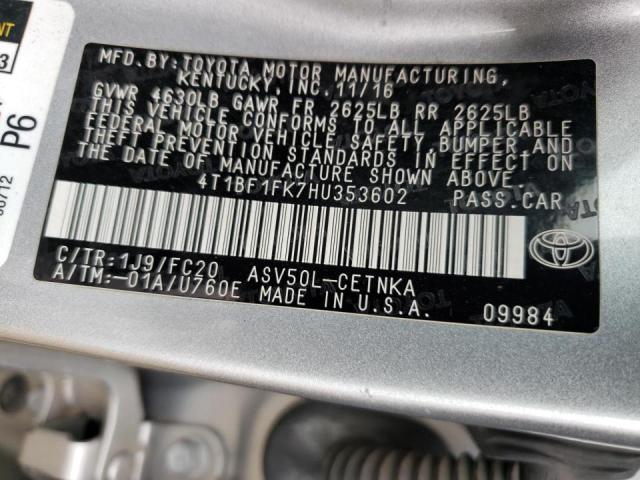 MFD. BY: TOYOTA MOTOR MANUFACTURING,
KENTUCKY, INC. 11/16
GVWR 4630LB GAWR FR 2625LB RR 2625LB
THIS VEHICLE CONFORMS TO ALL APPLICABLE
FEDERAL MOTOR VEHICLE SAFETY, BUMPER, AND
THEFT PREVENTION STANDARDS IN EFFECT ON
THE DATE OF MANUFACTURE SHOWN ABOVE.
4T1BF1FK7HU353602 PASS. CAR
C/TR:1J9/FC20 ASV50L-CETNKA
A/TM:-01A/U760E MADE IN U.S.A.
09984
TOYOTA
P6
3